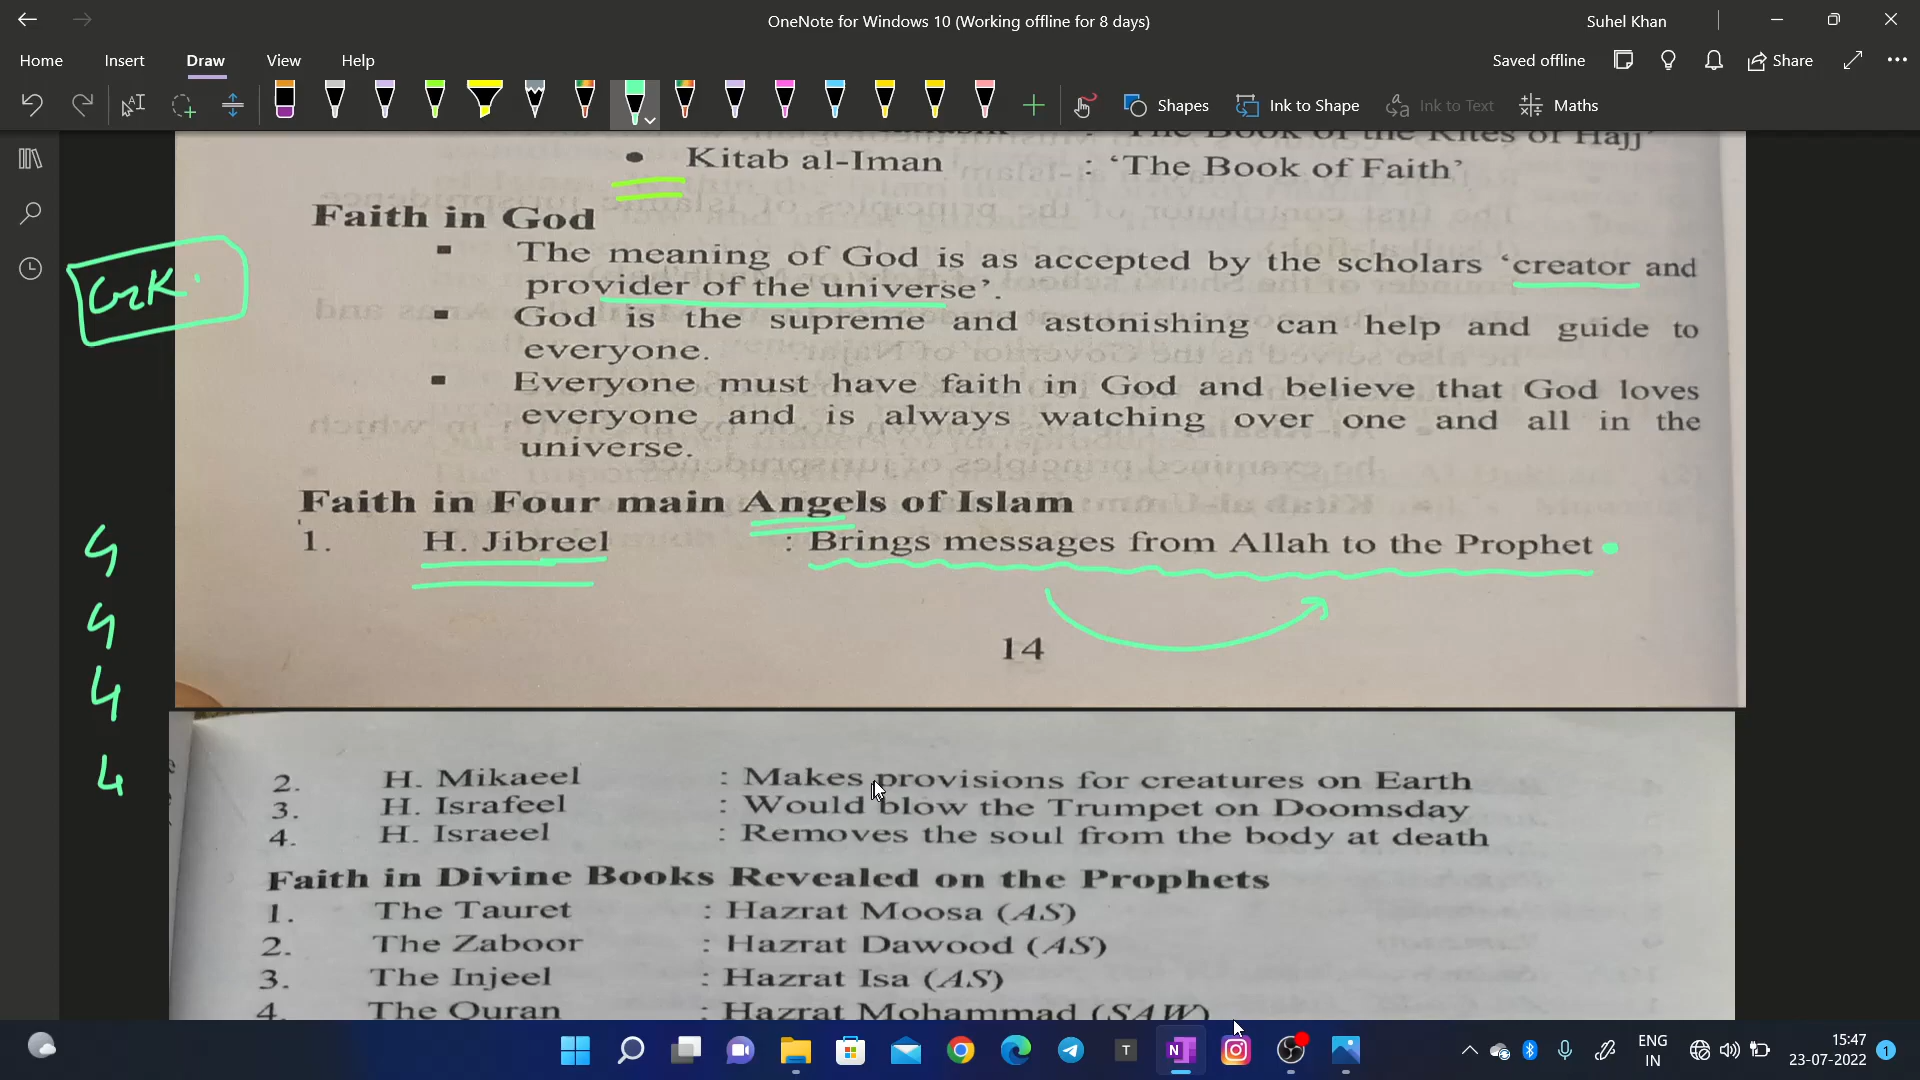 OneNote for Windows 10 (Working offline for 8 days)
Suhel Khan
Home Insert Draw View Help
Saved offline
Share
Shapes
Ink to Shape
Ink to Text
Maths
: 'The Book of the Rites of Hajj'
• Kitab al-Iman : 'The Book of Faith'
Faith in God
▪ The meaning of God is as accepted by the scholars 'creator and
provider of the universe'.
▪ God is the supreme and astonishing can help and guide to
everyone.
▪ Everyone must have faith in God and believe that God loves
everyone and is always watching over one and all in the
universe.
Faith in Four main Angels of Islam
1. H. Jibreel : Brings messages from Allah to the Prophet
14
4
4
4
4
2. H. Mikaeel : Makes provisions for creatures on Earth
3. H. Israfeel : Would blow the Trumpet on Doomsday
4. H. Israeel : Removes the soul from the body at death
Faith in Divine Books Revealed on the Prophets
1. The Tauret : Hazrat Moosa (AS)
2. The Zaboor : Hazrat Dawood (AS)
3. The Injeel : Hazrat Isa (AS)
4. The Quran : Hazrat Mohammad (SAW)
ENG
IN
15:47
23-07-2022
1